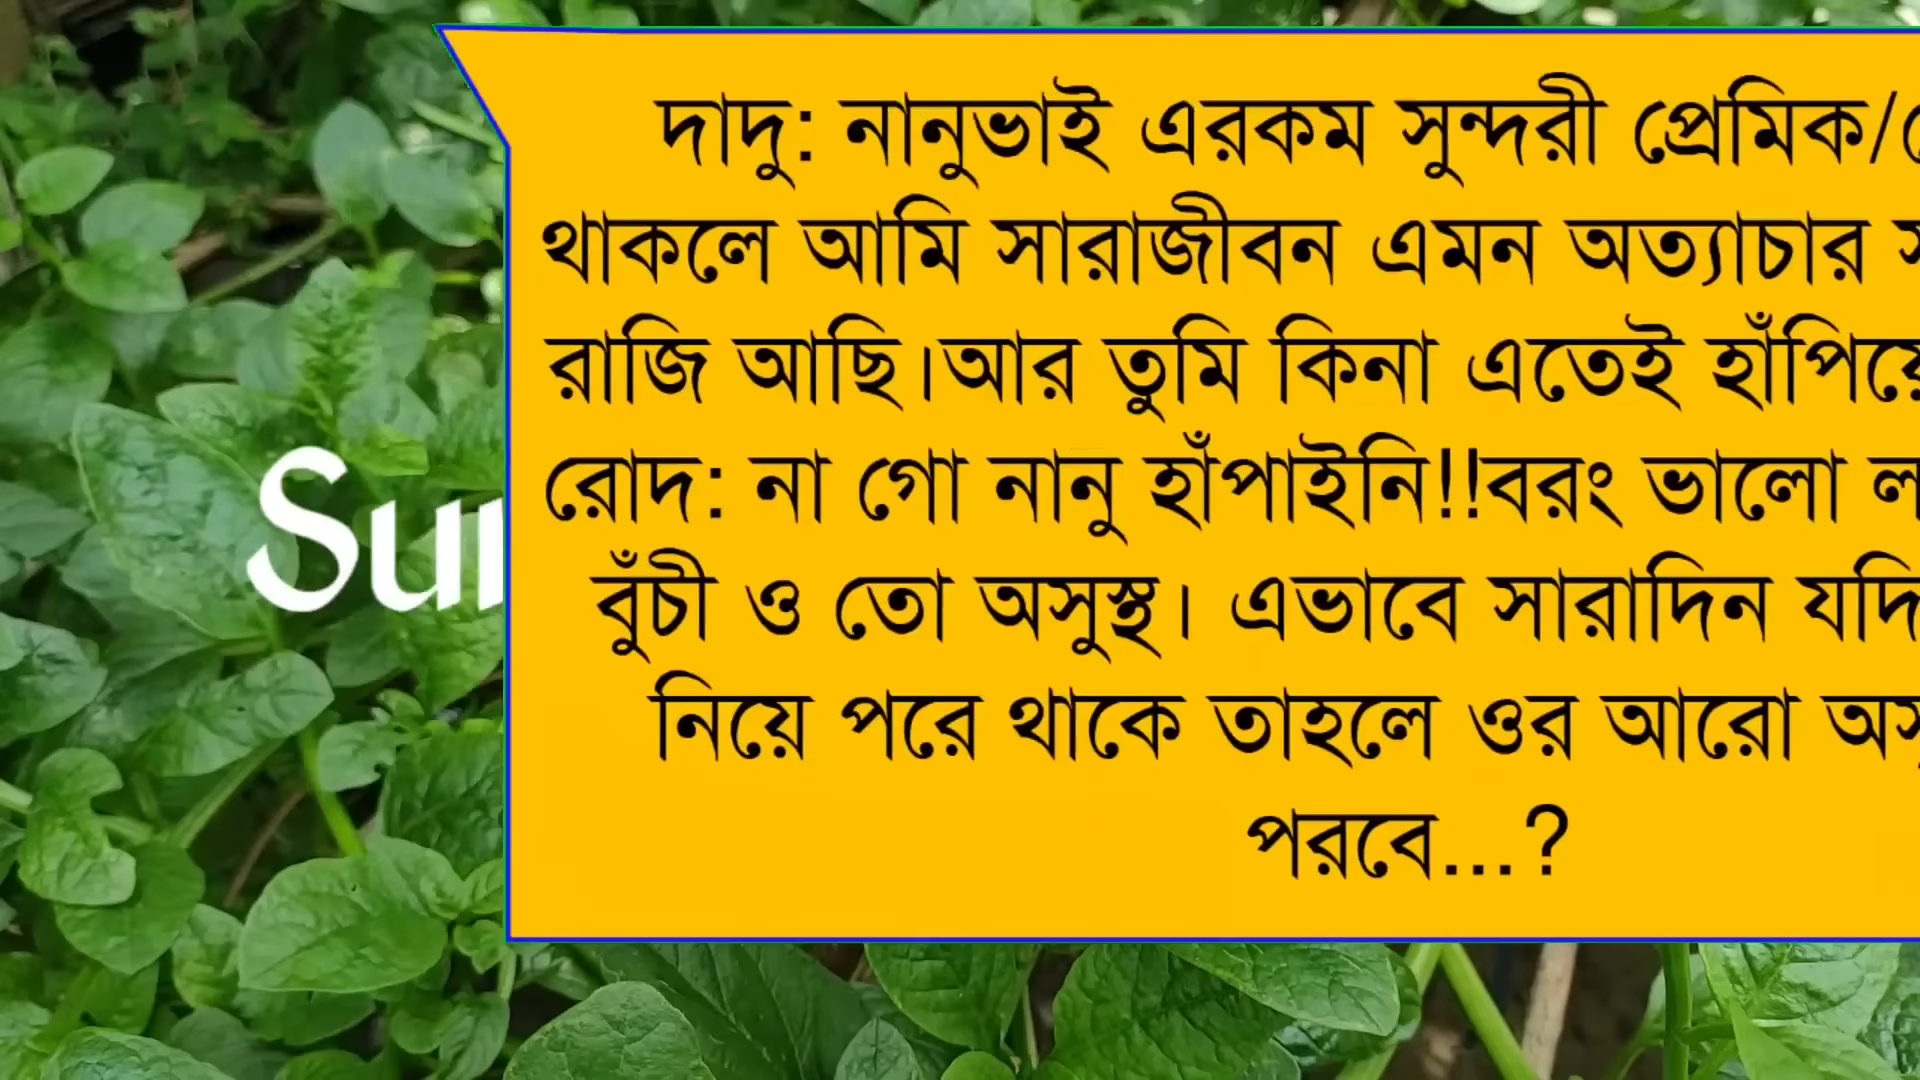 দাদু: নানুভাই এরকম সুন্দরী প্রেমিক/
থাকলে আমি সারাজীবন এমন অত্যাচার
রাজি আছি।আর তুমি কিনা এতেই
রোদ: না গো নানু হাঁপাইনি!!বরং ভালো
বুঁচী ও তো অসুস্থ। এভাবে সারাদিন যদি
নিয়ে পরে থাকে তাহলে ওর আরো
পরবে...?